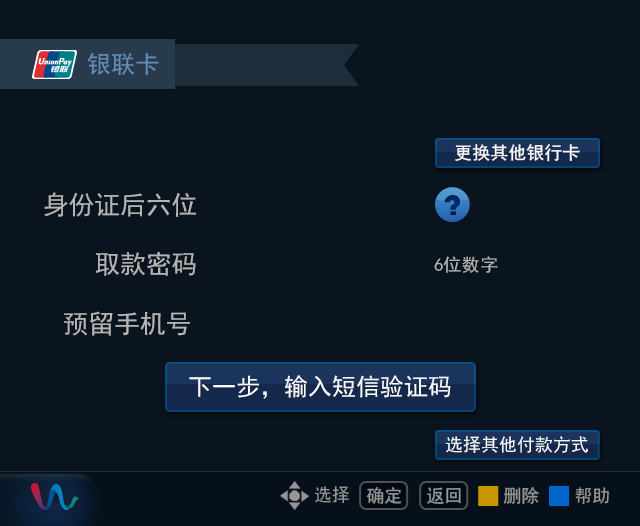 UnionPay
银联
银联卡
更换其他银行卡
身份证后六位
?
取款密码
6位数字
预留手机号
下一步，输入短信验证码
选择其他付款方式
选择 确定 返回 删除 帮助